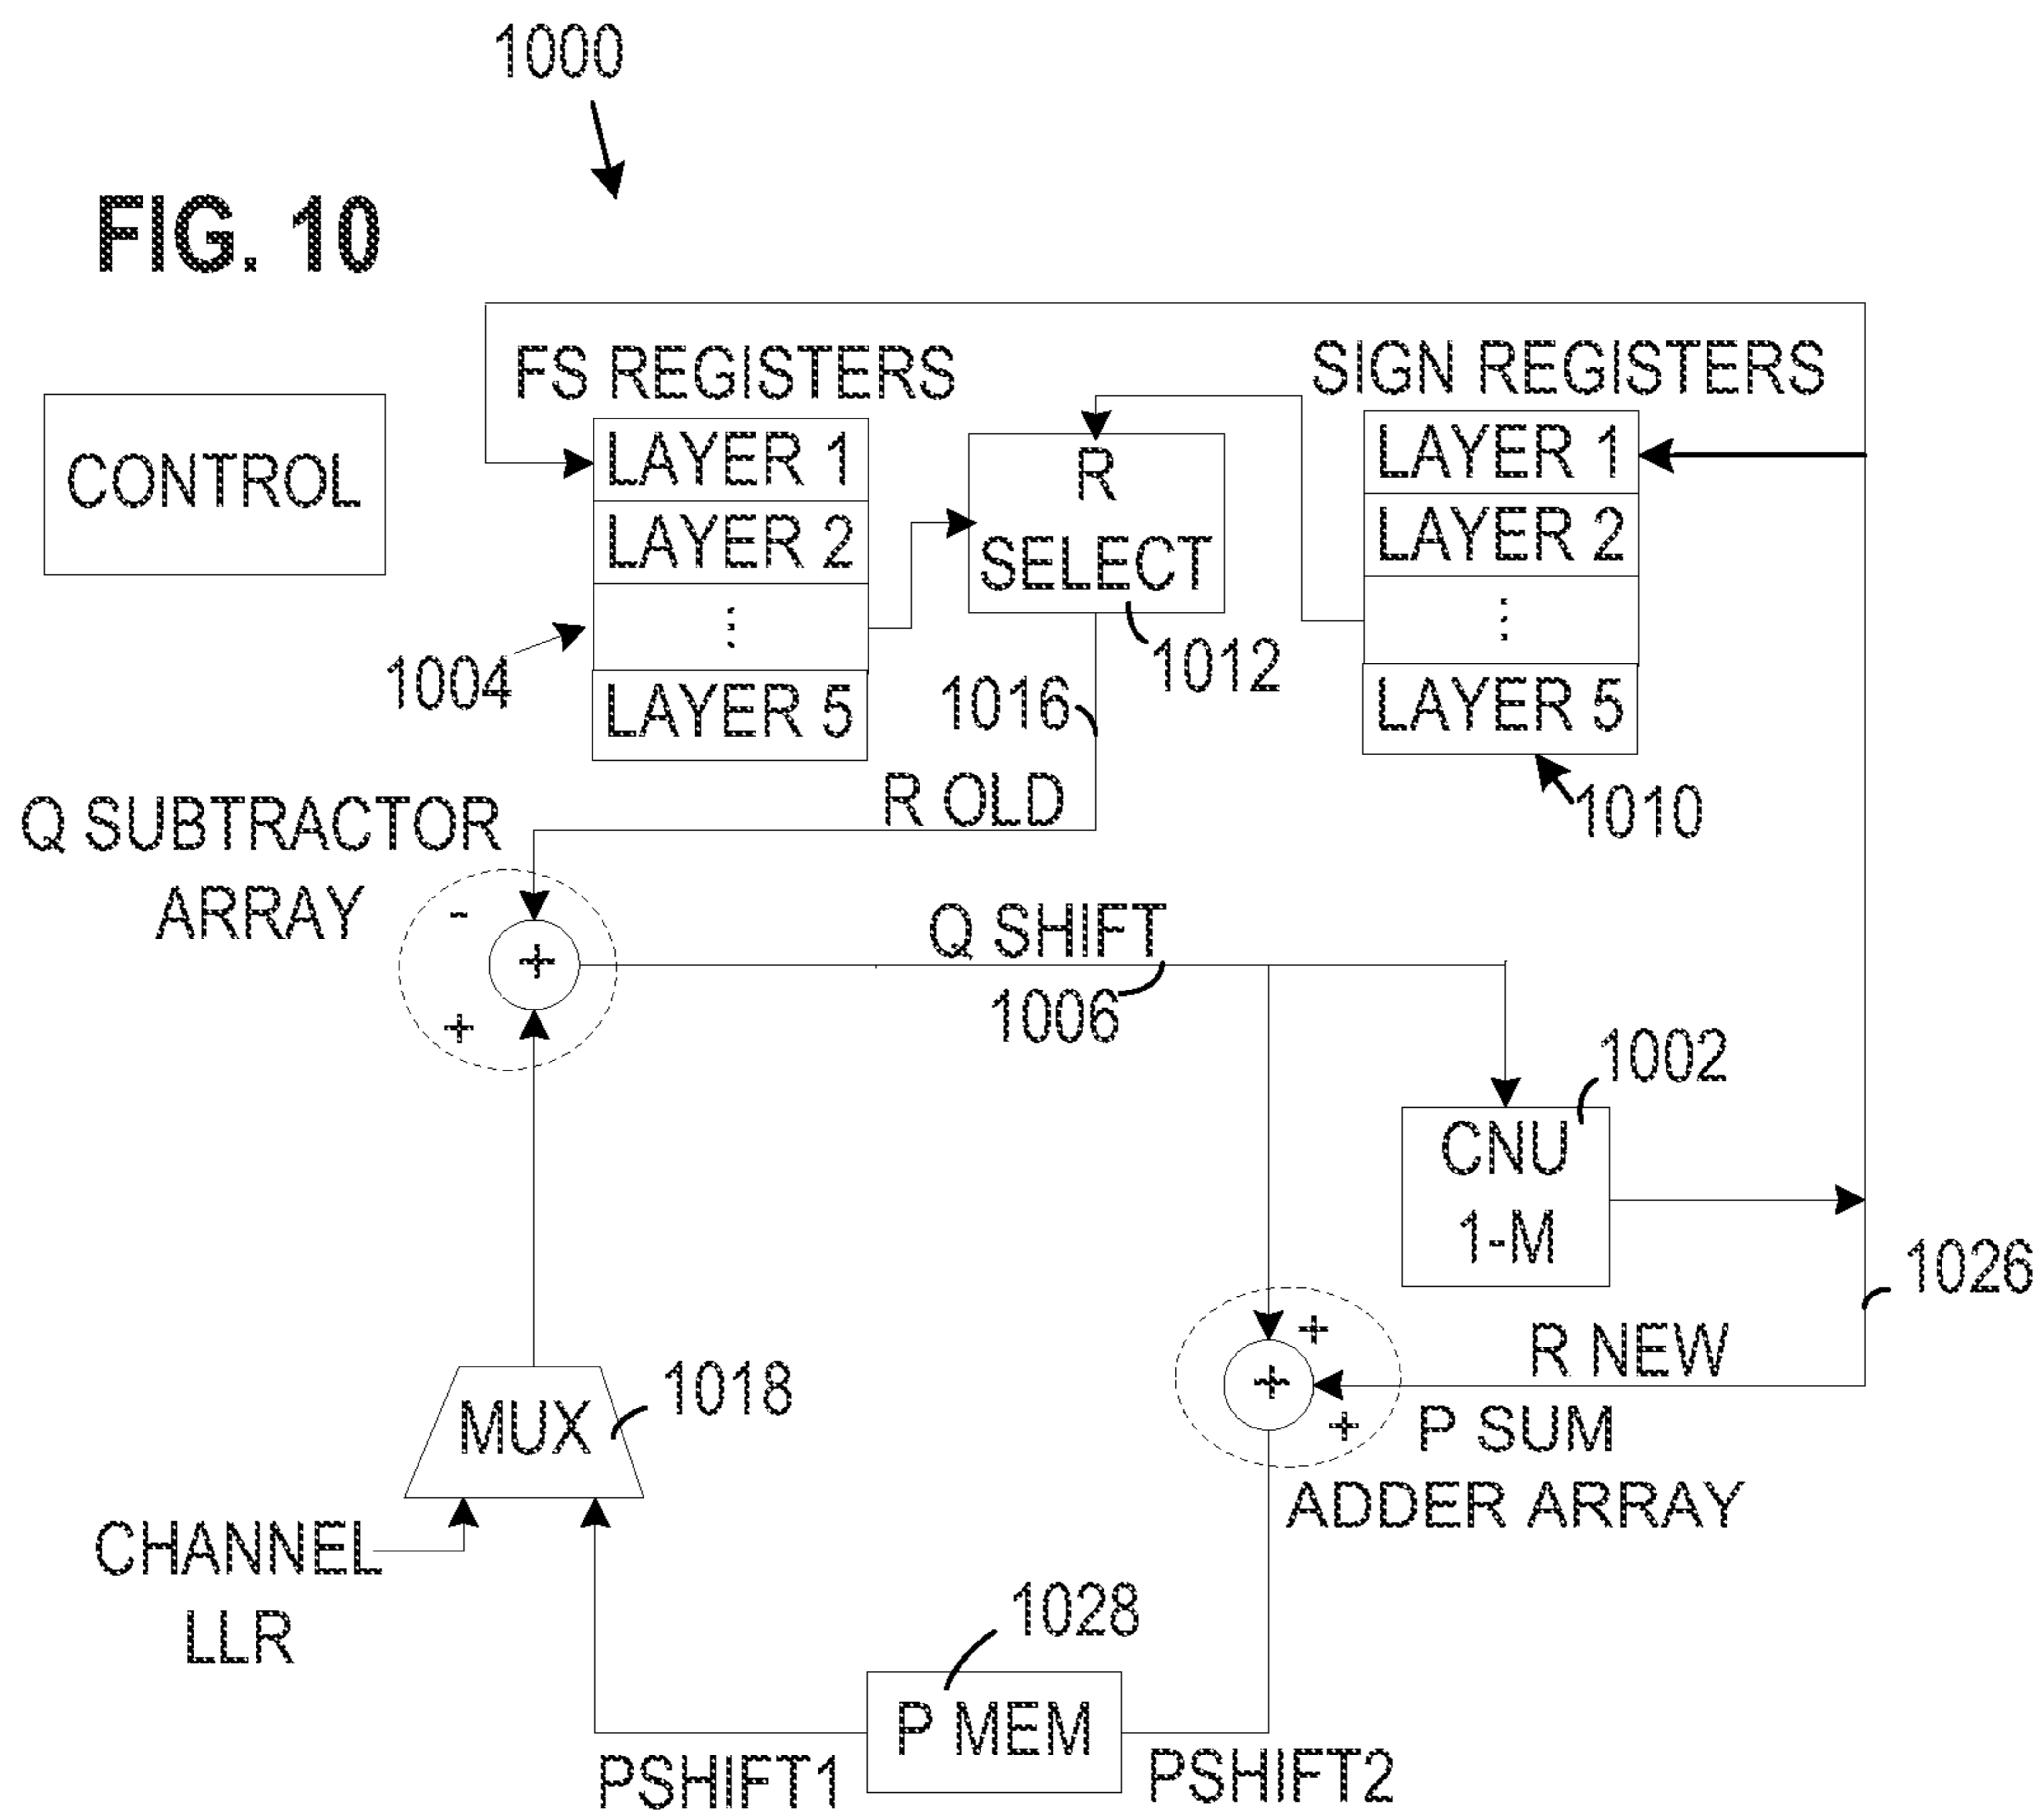 1000
FIG. 10
FS REGISTERS
SIGN REGISTERS
CONTROL
LAYER 1
LAYER 2
⋮
LAYER 5
1004
R
SELECT
1012
LAYER 1
LAYER 2
⋮
LAYER 5
1010
1016
R OLD
Q SUBTRACTOR
ARRAY
-
+
+
Q SHIFT
1006
1002
CNU
1-M
1026
R NEW
+
+
+
P SUM
ADDER ARRAY
MUX
1018
CHANNEL
LLR
1028
P MEM
PSHIFT1
PSHIFT2